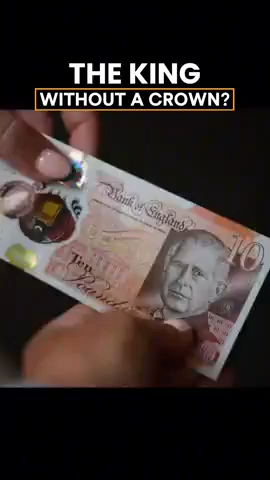 THE KING
WITHOUT A CROWN?
Bank of England
10
Ten
Pounds